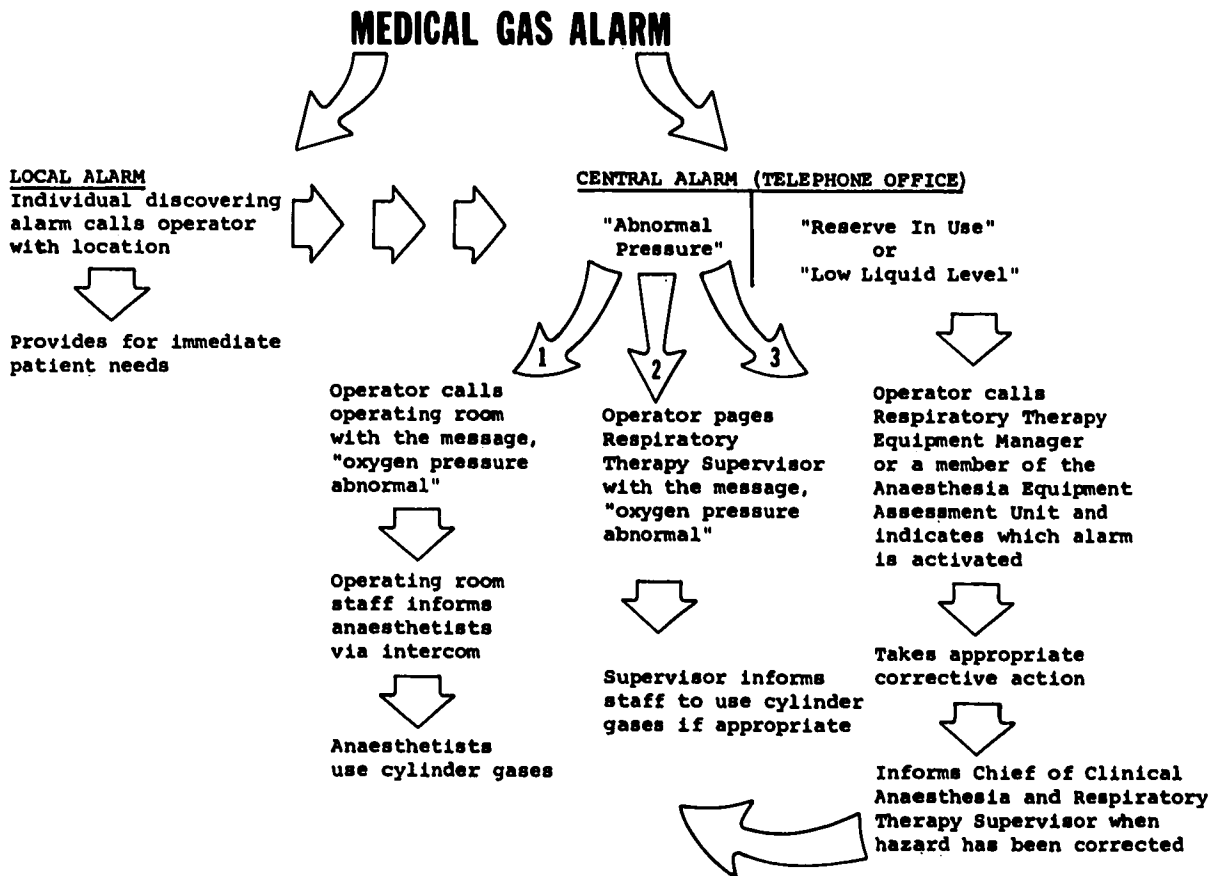 MEDICAL GAS ALARM
LOCAL ALARM
Individual discovering
alarm calls operator
with location
Provides for immediate
patient needs
CENTRAL ALARM (TELEPHONE OFFICE)
"Abnormal
Pressure"
"Reserve In Use"
or
"Low Liquid Level"
1
2
3
Operator calls
operating room
with the message,
"oxygen pressure
abnormal"
Operating room
staff informs
anaesthetists
via intercom
Anaesthetists
use cylinder gases
Operator pages
Respiratory
Therapy Supervisor
with the message,
"oxygen pressure
abnormal"
Supervisor informs
staff to use cylinder
gases if appropriate
Operator calls
Respiratory Therapy
Equipment Manager
or a member of the
Anaesthesia Equipment
Assessment Unit and
indicates which alarm
is activated
Takes appropriate
corrective action
Informs Chief of Clinical
Anaesthesia and Respiratory
Therapy Supervisor when
hazard has been corrected